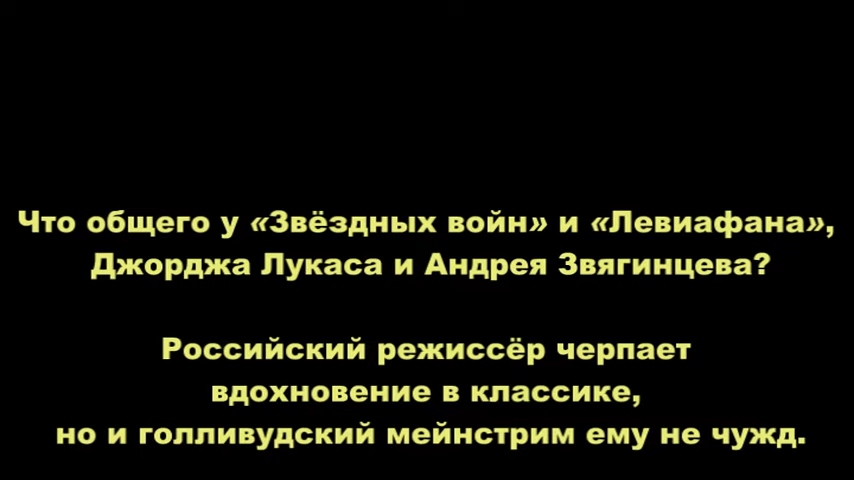 Что общего у «Звёздных войн» и «Левиафана»,
Джорджа Лукаса и Андрея Звягинцева?
Российский режиссёр черпает
вдохновение в классике,
но и голливудский мейнстрим ему не чужд.